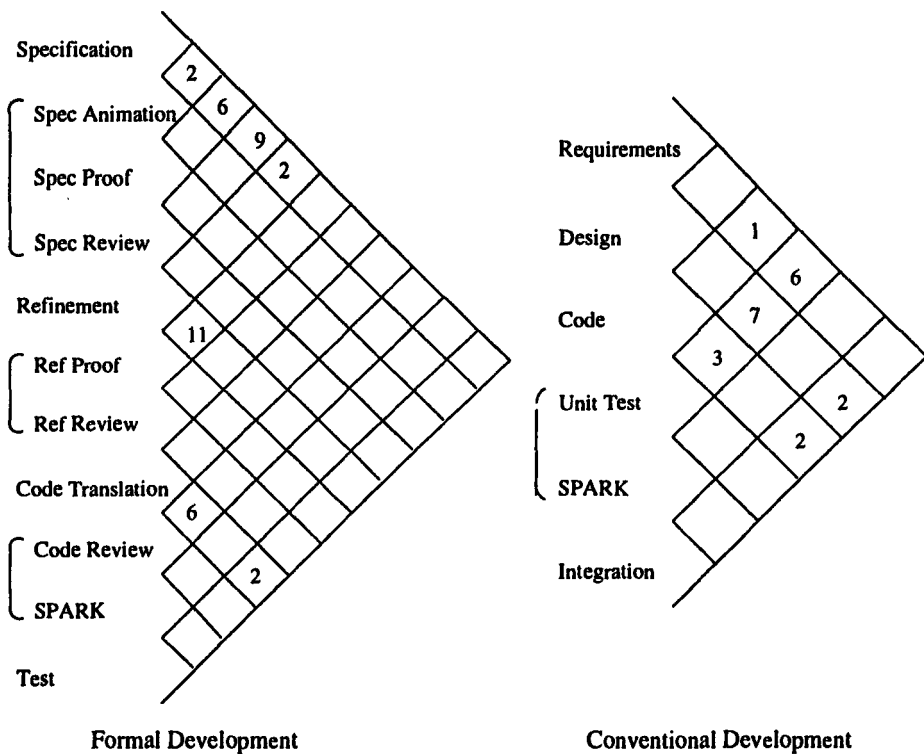 Specification
2
Spec Animation
6
9
Spec Proof
2
Spec Review
Refinement
11
Ref Proof
Ref Review
Code Translation
6
Code Review
2
SPARK
Test
Formal Development
Requirements
1
Design
6
7
Code
3
Unit Test
2
2
SPARK
Integration
Conventional Development